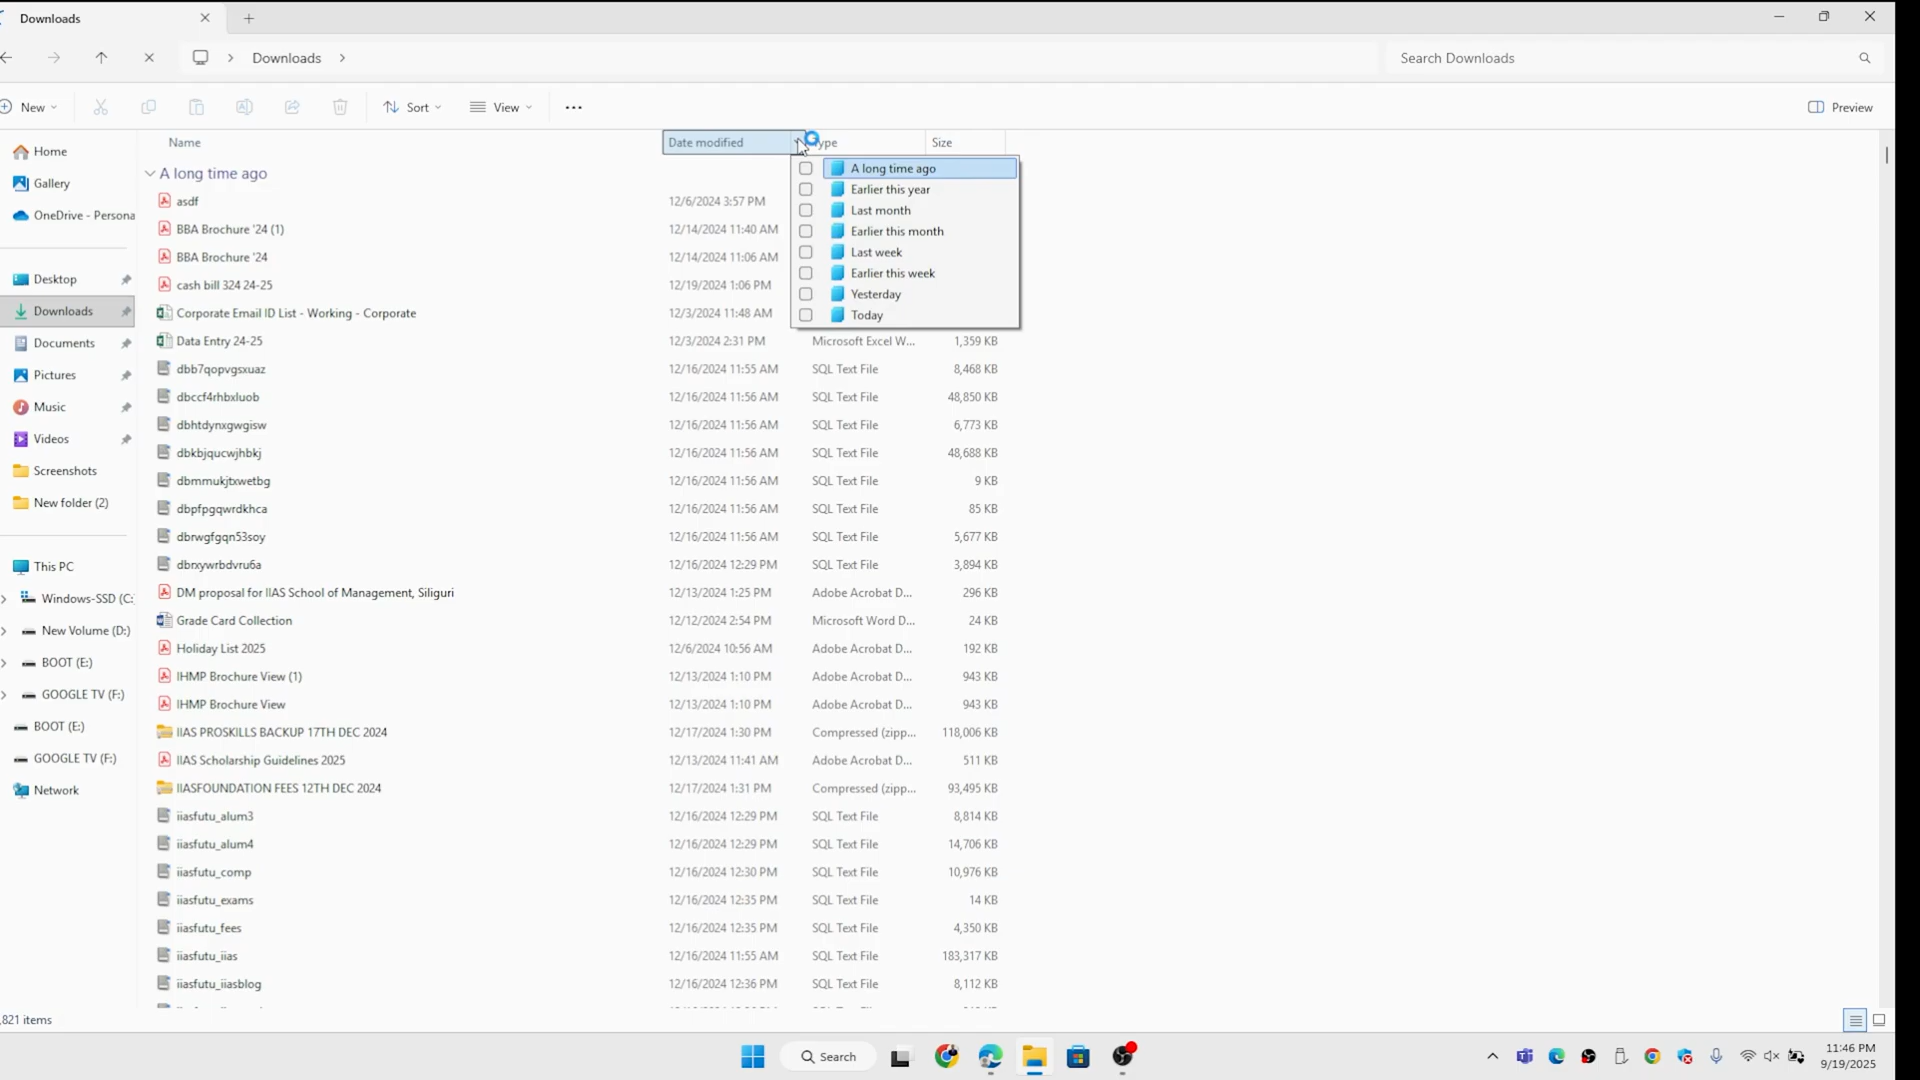 Downloads
Downloads
Search Downloads
New
Sort
View
Preview
Name
Date modified
Type
Size
A long time ago
Earlier this year
Last month
Earlier this month
Last week
Earlier this week
Yesterday
Today
Home
Gallery
OneDrive - Persona
Desktop
Downloads
Documents
Pictures
Music
Videos
Screenshots
New folder (2)
This PC
Windows-SSD (C:
New Volume (D:)
BOOT (E:)
GOOGLE TV (F:)
BOOT (E:)
GOOGLE TV (F:)
Network
A long time ago
asdf 12/6/2024 3:57 PM
BBA Brochure '24 (1) 12/14/2024 11:40 AM
BBA Brochure '24 12/14/2024 11:06 AM
cash bill 324 24-25 12/19/2024 1:06 PM
Corporate Email ID List - Working - Corporate 12/3/2024 11:48 AM
Data Entry 24-25 12/3/2024 2:31 PM Microsoft Excel W... 1,359 KB
dbb7qopvgsxuaz 12/16/2024 11:55 AM SQL Text File 8,468 KB
dbccf4rhbxluob 12/16/2024 11:56 AM SQL Text File 48,850 KB
dbhtdynxgwgisw 12/16/2024 11:56 AM SQL Text File 6,773 KB
dbkbjqucwjhbkj 12/16/2024 11:56 AM SQL Text File 48,688 KB
dbmmukjtxwetbg 12/16/2024 11:56 AM SQL Text File 9 KB
dbpfpgqwrdkhca 12/16/2024 11:56 AM SQL Text File 85 KB
dbrwgfgqn53soy 12/16/2024 11:56 AM SQL Text File 5,677 KB
dbrxywrbdvru6a 12/16/2024 12:29 PM SQL Text File 3,894 KB
DM proposal for IIAS School of Management, Siliguri 12/13/2024 1:25 PM Adobe Acrobat D... 296 KB
Grade Card Collection 12/12/2024 2:54 PM Microsoft Word D... 24 KB
Holiday List 2025 12/6/2024 10:56 AM Adobe Acrobat D... 192 KB
IHMP Brochure View (1) 12/13/2024 1:10 PM Adobe Acrobat D... 943 KB
IHMP Brochure View 12/13/2024 1:10 PM Adobe Acrobat D... 943 KB
IIAS PROSKILLS BACKUP 17TH DEC 2024 12/17/2024 1:30 PM Compressed (zipp... 118,006 KB
IIAS Scholarship Guidelines 2025 12/13/2024 11:41 AM Adobe Acrobat D... 511 KB
IIASFOUNDATION FEES 12TH DEC 2024 12/17/2024 1:31 PM Compressed (zipp... 93,495 KB
iiasfutu_alum3 12/16/2024 12:29 PM SQL Text File 8,814 KB
iiasfutu_alum4 12/16/2024 12:29 PM SQL Text File 14,706 KB
iiasfutu_comp 12/16/2024 12:30 PM SQL Text File 10,976 KB
iiasfutu_exams 12/16/2024 12:35 PM SQL Text File 14 KB
iiasfutu_fees 12/16/2024 12:35 PM SQL Text File 4,350 KB
iiasfutu_iias 12/16/2024 11:55 AM SQL Text File 183,317 KB
iiasfutu_iiasblog 12/16/2024 12:36 PM SQL Text File 8,112 KB
,821 items
Search
11:46 PM
9/19/2025